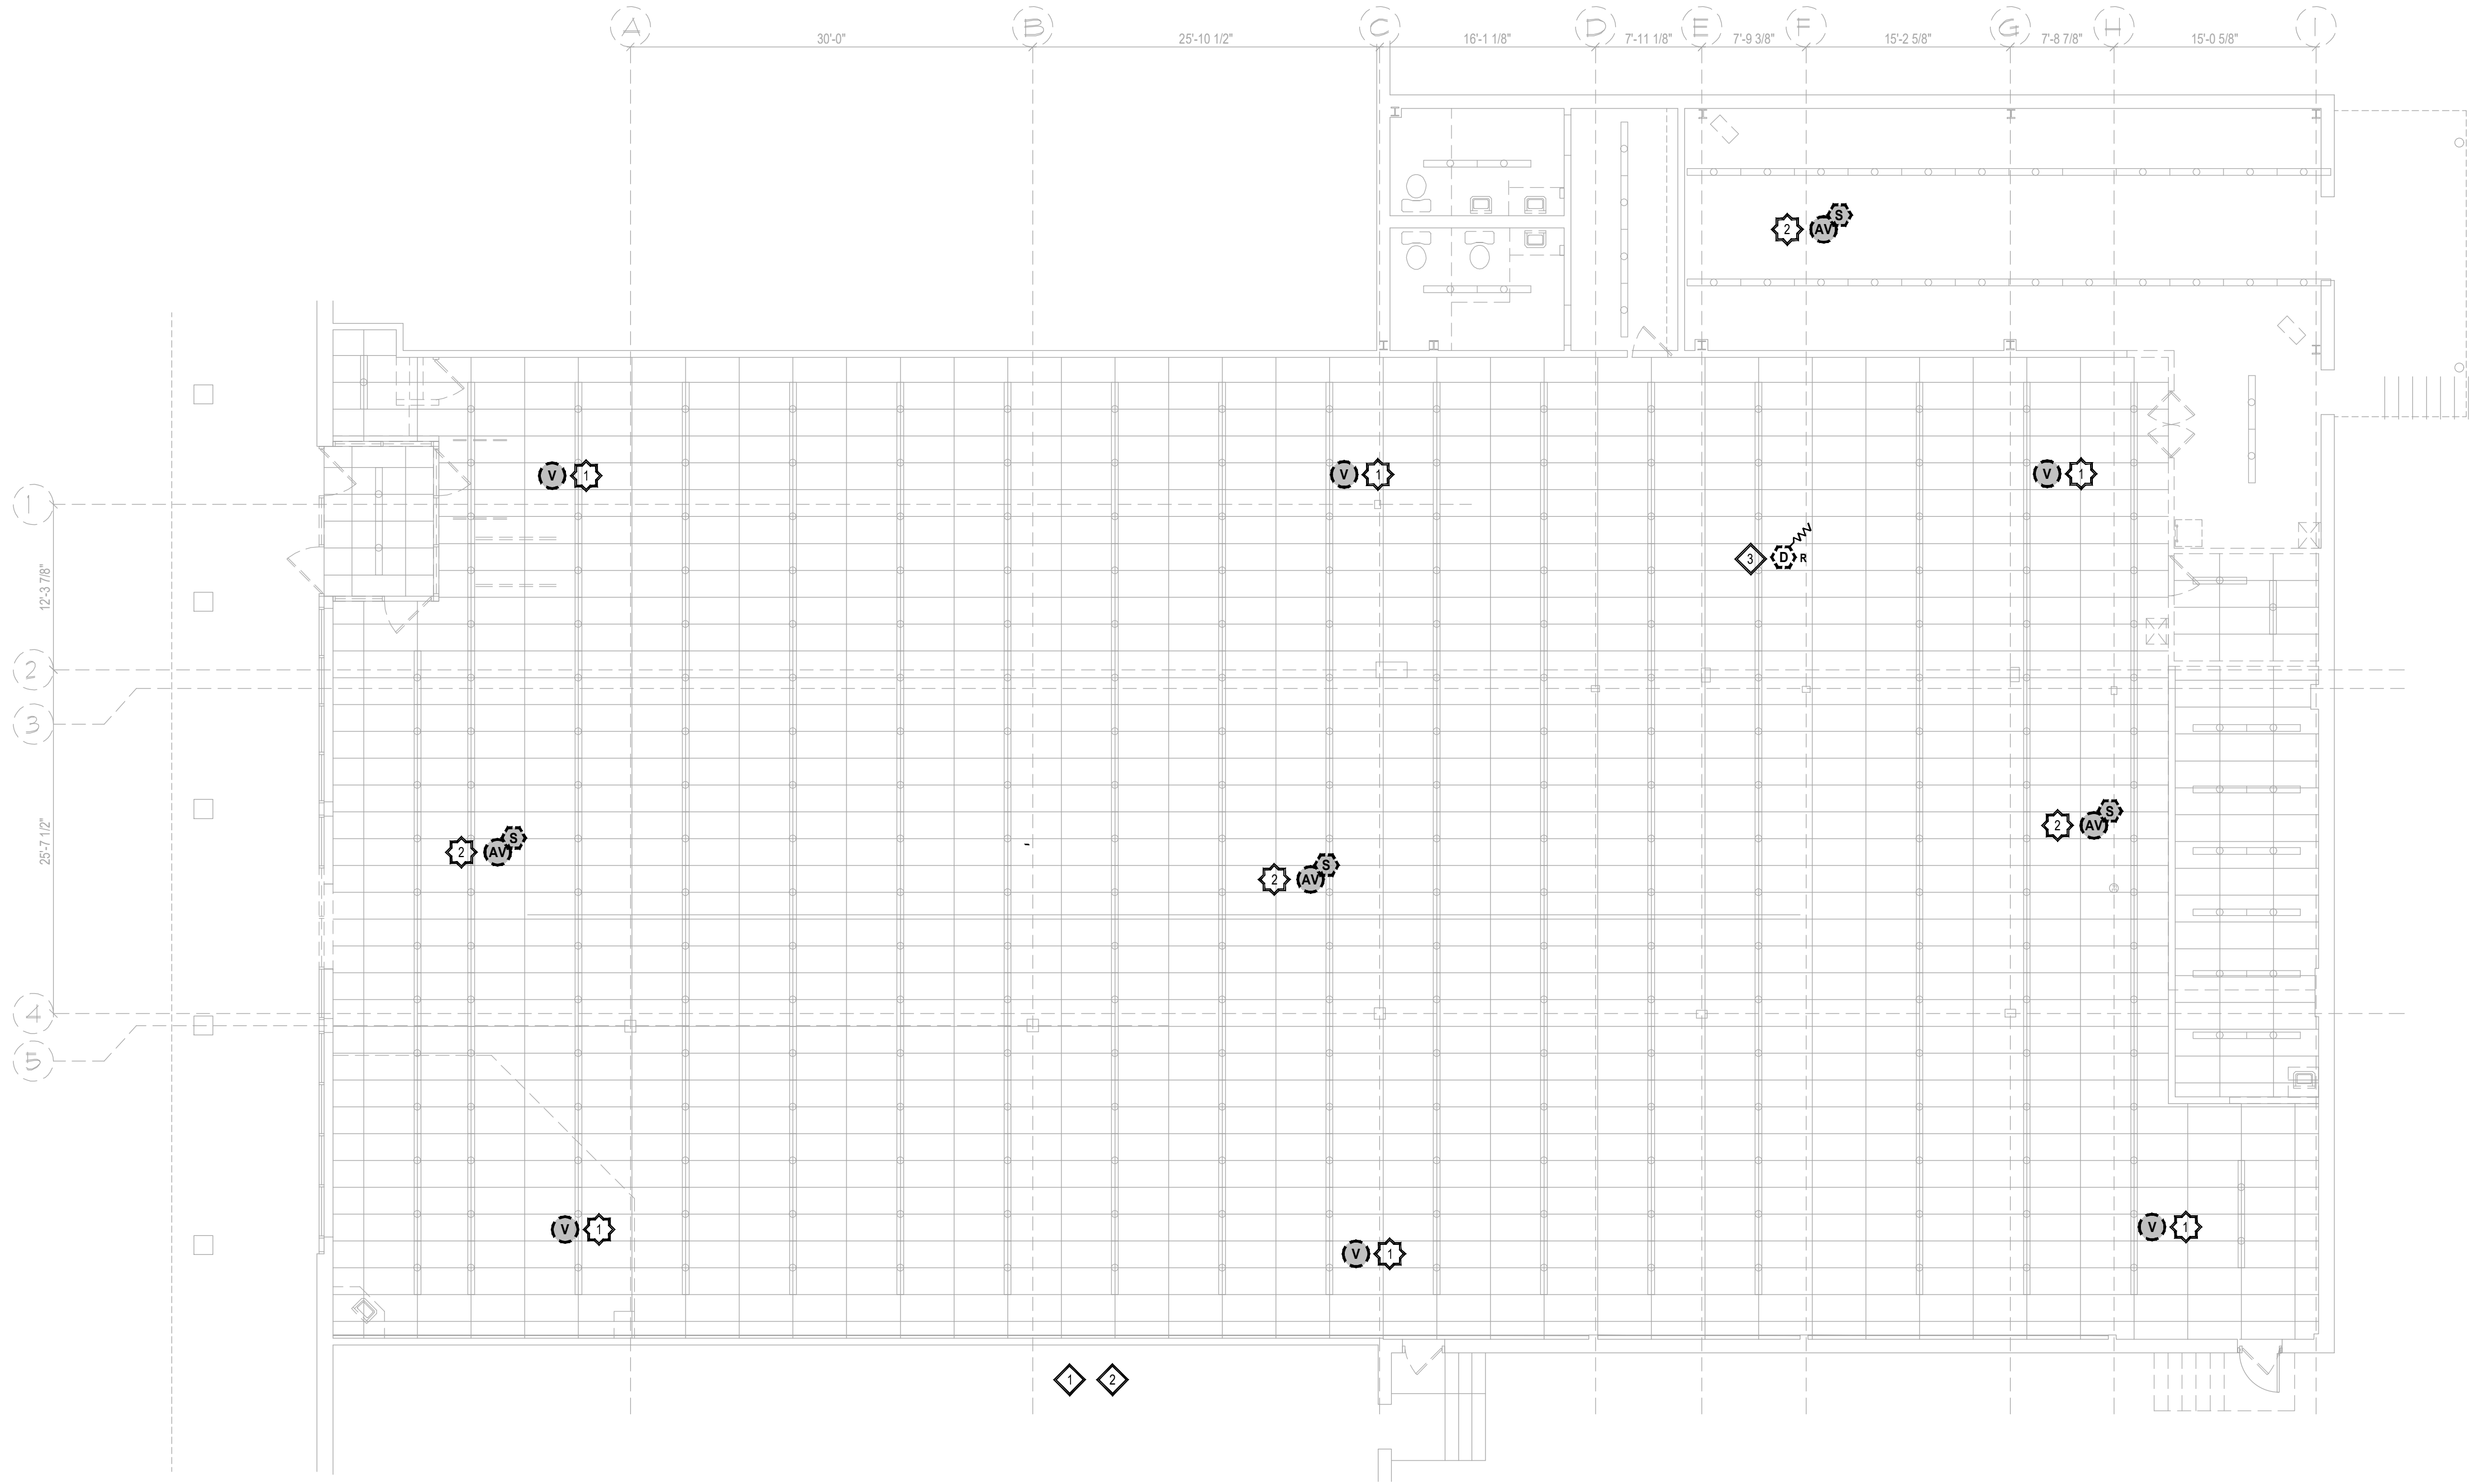 A B C D E F G H I
30'-0" 25'-10 1/2" 16'-1 1/8" 7'-11 1/8" 7'-9 3/8" 15'-2 5/8" 7'-8 7/8" 15'-0 5/8"
2 AV S
V 1 V 1 V 1
1
3 D R
12'-3 7/8"
2
3
25'-7 1/2"
2 AV S
2 AV S
2 AV S
4
5
V 1 V 1 V 1
1 2